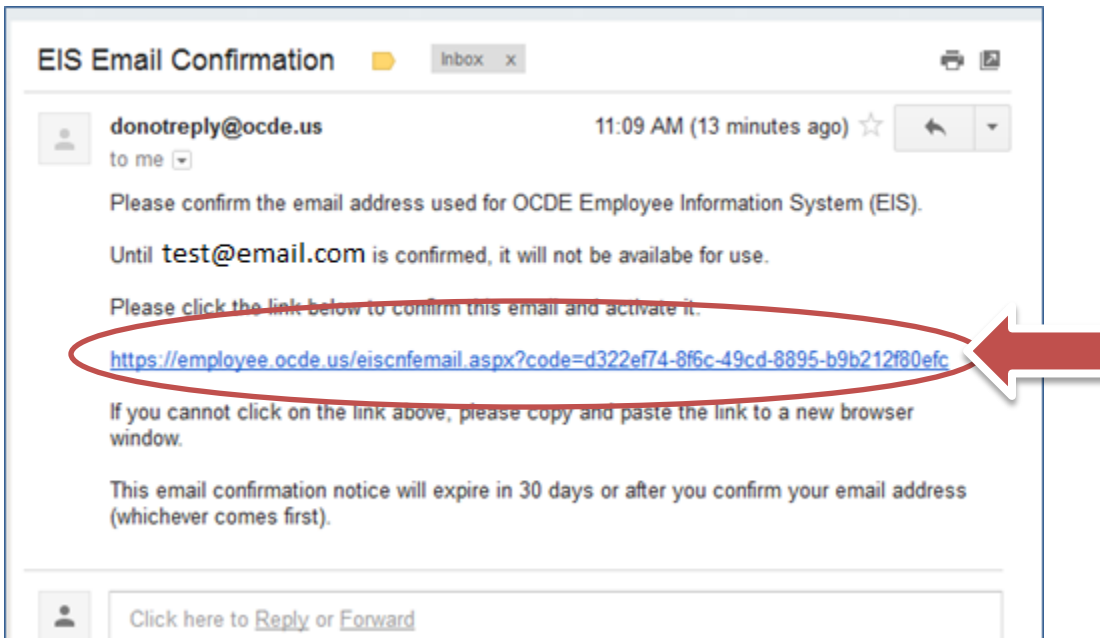 EIS Email Confirmation Inbox x
donotreply@ocde.us 11:09 AM (13 minutes ago)
to me
Please confirm the email address used for OCDE Employee Information System (EIS).
Until test@email.com is confirmed, it will not be availabe for use.
Please click the link below to confirm this email and activate it:
https://employee.ocde.us/eiscnfemail.aspx?code=d322ef74-8f6c-49cd-8895-b9b212f80efc
If you cannot click on the link above, please copy and paste the link to a new browser
window.
This email confirmation notice will expire in 30 days or after you confirm your email address
(whichever comes first).
Click here to Reply or Forward